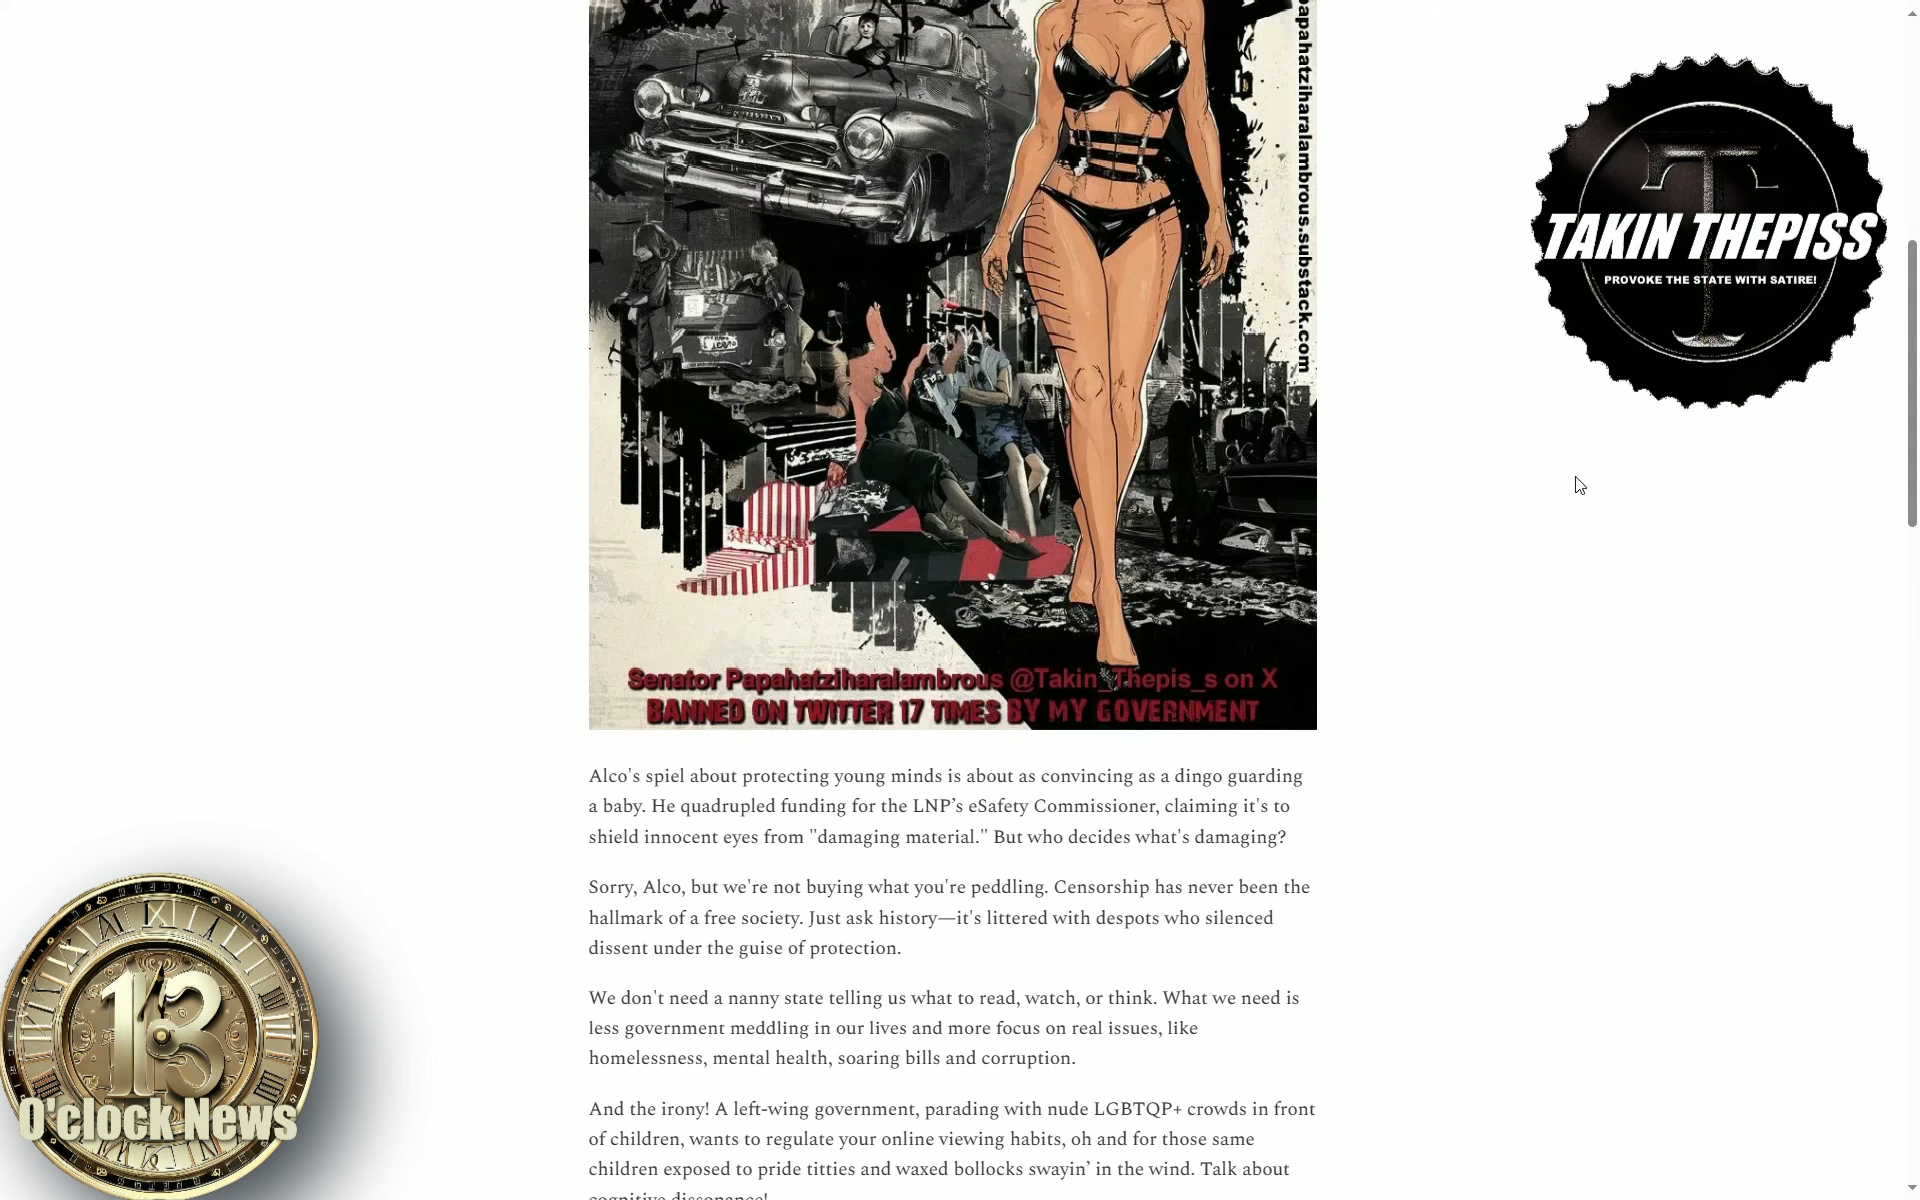 papahatziharalambrous.substack.com
TAKIN THEPISS
PROVOKE THE STATE WITH SATIRE!
Senator Papahatziharalambrous @Takin_Thepis_s on X
BANNED ON TWITTER 17 TIMES BY MY GOVERNMENT
Alco's spiel about protecting young minds is about as convincing as a dingo guarding
a baby. He quadrupled funding for the LNP’s eSafety Commissioner, claiming it's to
shield innocent eyes from "damaging material." But who decides what's damaging?
Sorry, Alco, but we're not buying what you're peddling. Censorship has never been the
hallmark of a free society. Just ask history—it's littered with despots who silenced
dissent under the guise of protection.
We don't need a nanny state telling us what to read, watch, or think. What we need is
less government meddling in our lives and more focus on real issues, like
homelessness, mental health, soaring bills and corruption.
And the irony! A left-wing government, parading with nude LGBTQP+ crowds in front
of children, wants to regulate your online viewing habits, oh and for those same
children exposed to pride titties and waxed bollocks swayin’ in the wind. Talk about
cognitive dissonance!
13
O'clock News